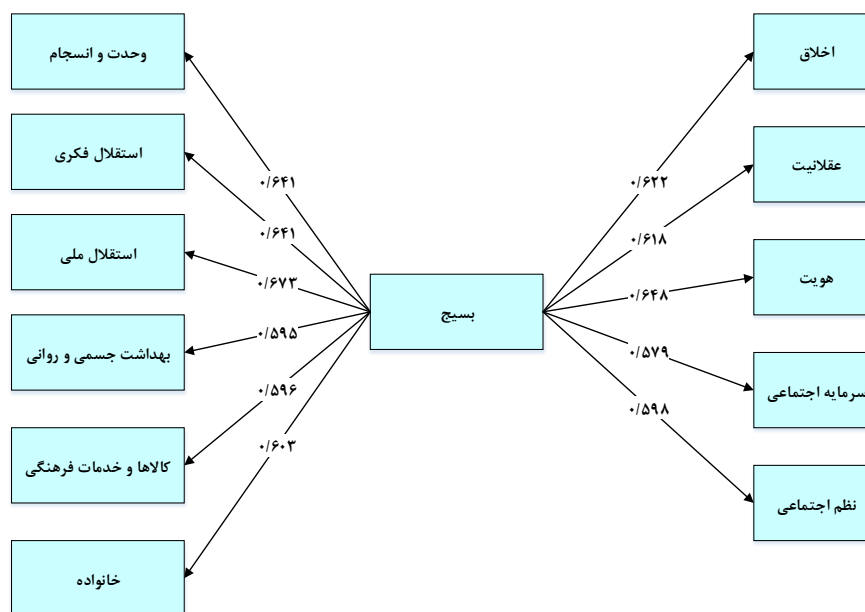 اخلاق
عقلانیت
هویت
سرمایه اجتماعی
نظم اجتماعی
۰/۶۲۲
۰/۶۱۸
۰/۶۴۸
۰/۵۷۹
۰/۵۹۸
بسیج
۰/۶۴۱
۰/۶۴۱
۰/۶۷۳
۰/۵۹۵
۰/۵۹۶
۰/۶۰۳
وحدت و انسجام
استقلال فکری
استقلال ملی
بهداشت جسمی و روانی
کالاها و خدمات فرهنگی
خانواده